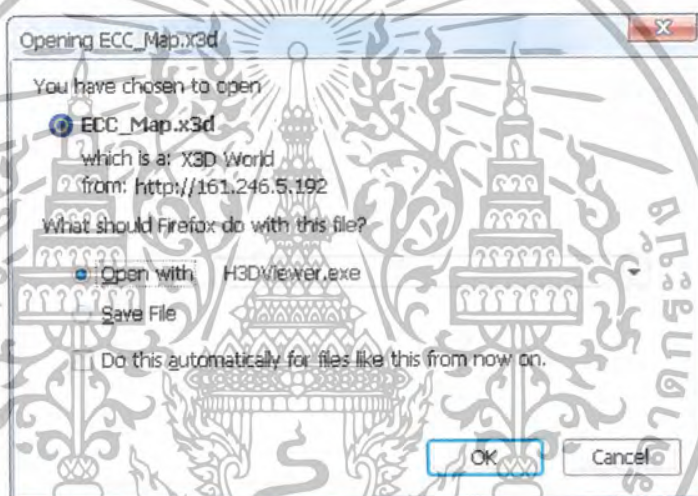 Opening ECC_Map.x3d
You have chosen to open
ECC_Map.x3d
which is a: X3D World
from: http://161.246.5.192
What should Firefox do with this file?
Open with H3DViewer.exe
Save File
Do this automatically for files like this from now on.
OK
Cancel